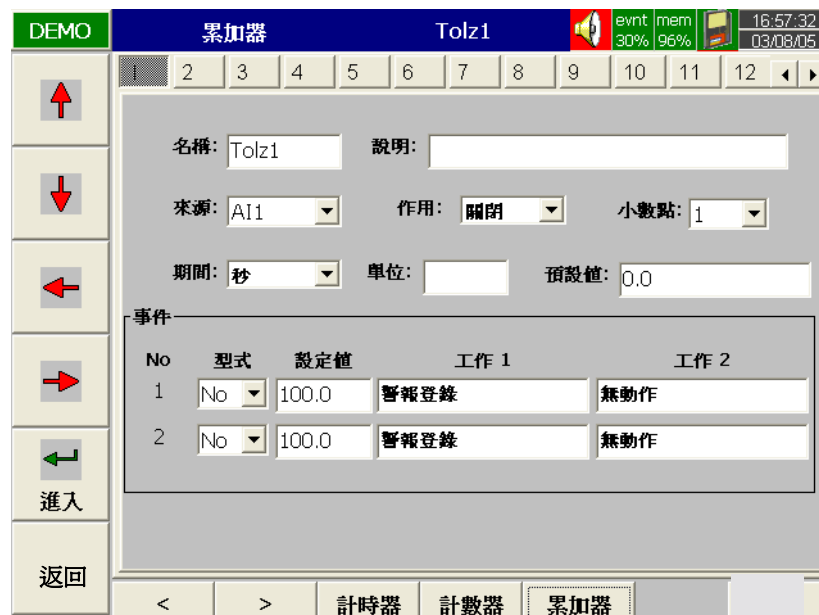 DEMO 累加器 Tolz1 evnt mem 16:57:32
30% 96% 03/08/05
1 2 3 4 5 6 7 8 9 10 11 12
名稱: Tolz1 說明:
來源: AI1 作用: 關閉 小數點: 1
期間: 秒 單位: 預設值: 0.0
事件
No 型式 設定值 工作 1 工作 2
1 No 100.0 警報登錄 無動作
2 No 100.0 警報登錄 無動作
進入
返回
< > 計時器 計數器 累加器